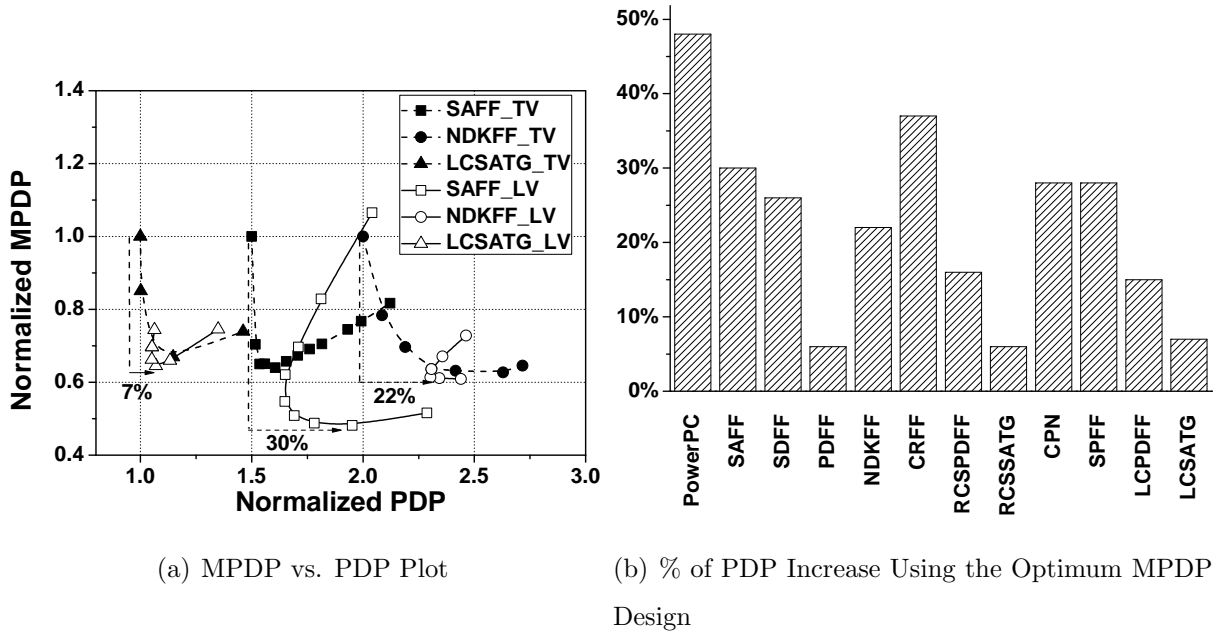 1.4
1.2
1.0
0.8
0.6
0.4
Normalized MPDP
SAFF_TV
NDKFF_TV
LCSATG_TV
SAFF_LV
NDKFF_LV
LCSATG_LV
7%
30%
22%
1.0
1.5
2.0
2.5
3.0
Normalized PDP
(a) MPDP vs. PDP Plot
50%
40%
30%
20%
10%
0%
PowerPC
SAFF
SDFF
PDFF
NDKFF
CRFF
RCSPDFF
RCSSATG
CPN
SPFF
LCPDFF
LCSATG
(b) % of PDP Increase Using the Optimum MPDP
Design